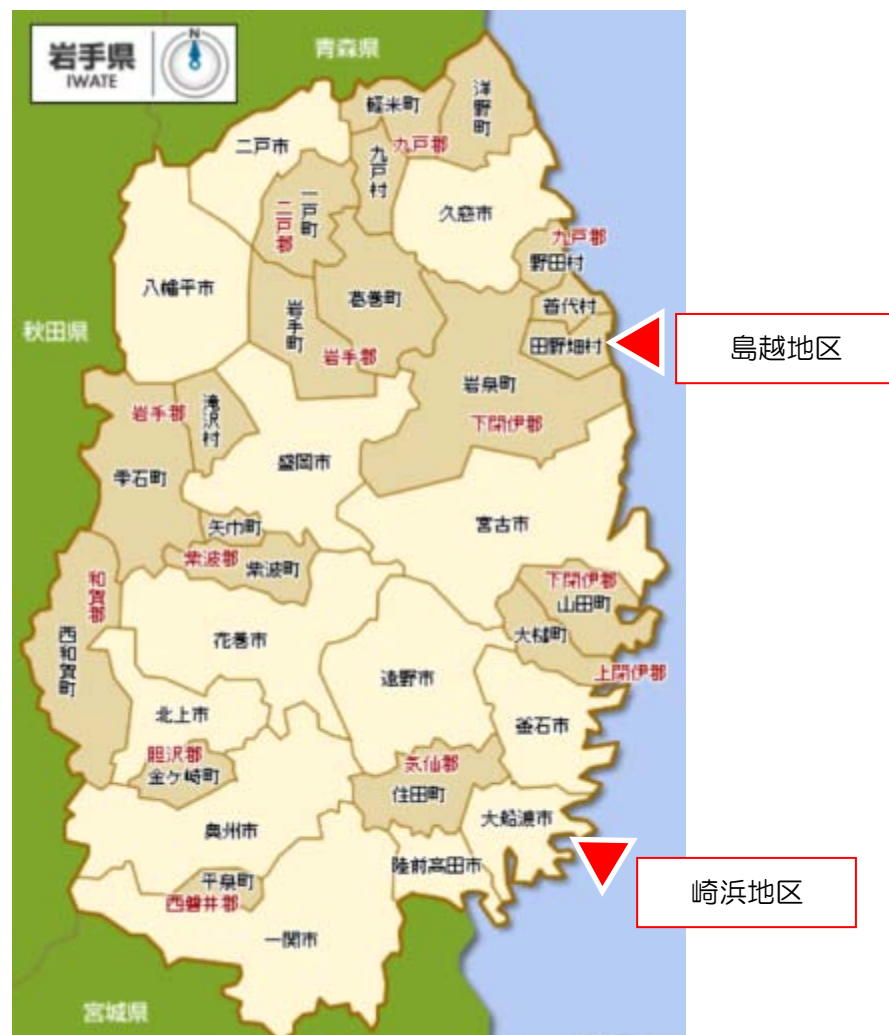 岩手県
IWATE
N
青森県
洋野町
軽米町
九戸郡
二戸市
九戸村
一戸町
二戸郡
久慈市
九戸郡
野田村
八幡平市
葛巻町
岩手町
普代村
秋田県
田野畑村
島越地区
岩手郡
岩泉町
岩手郡
滝沢村
下閉伊郡
盛岡市
雫石町
矢巾町
宮古市
紫波郡
紫波町
和賀郡
下閉伊郡
山田町
西和賀町
花巻市
大槌町
遠野市
上閉伊郡
北上市
釜石市
胆沢郡
気仙郡
金ケ崎町
住田町
大船渡市
奥州市
陸前高田市
平泉町
崎浜地区
西磐井郡
一関市
宮城県